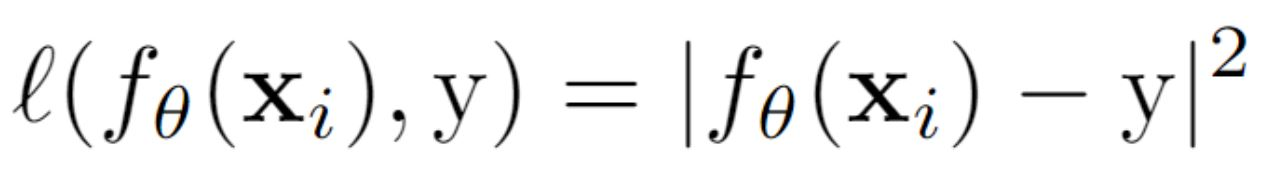 ℓ(f_θ(𝐱_i), y) = |f_θ(𝐱_i) − y|²